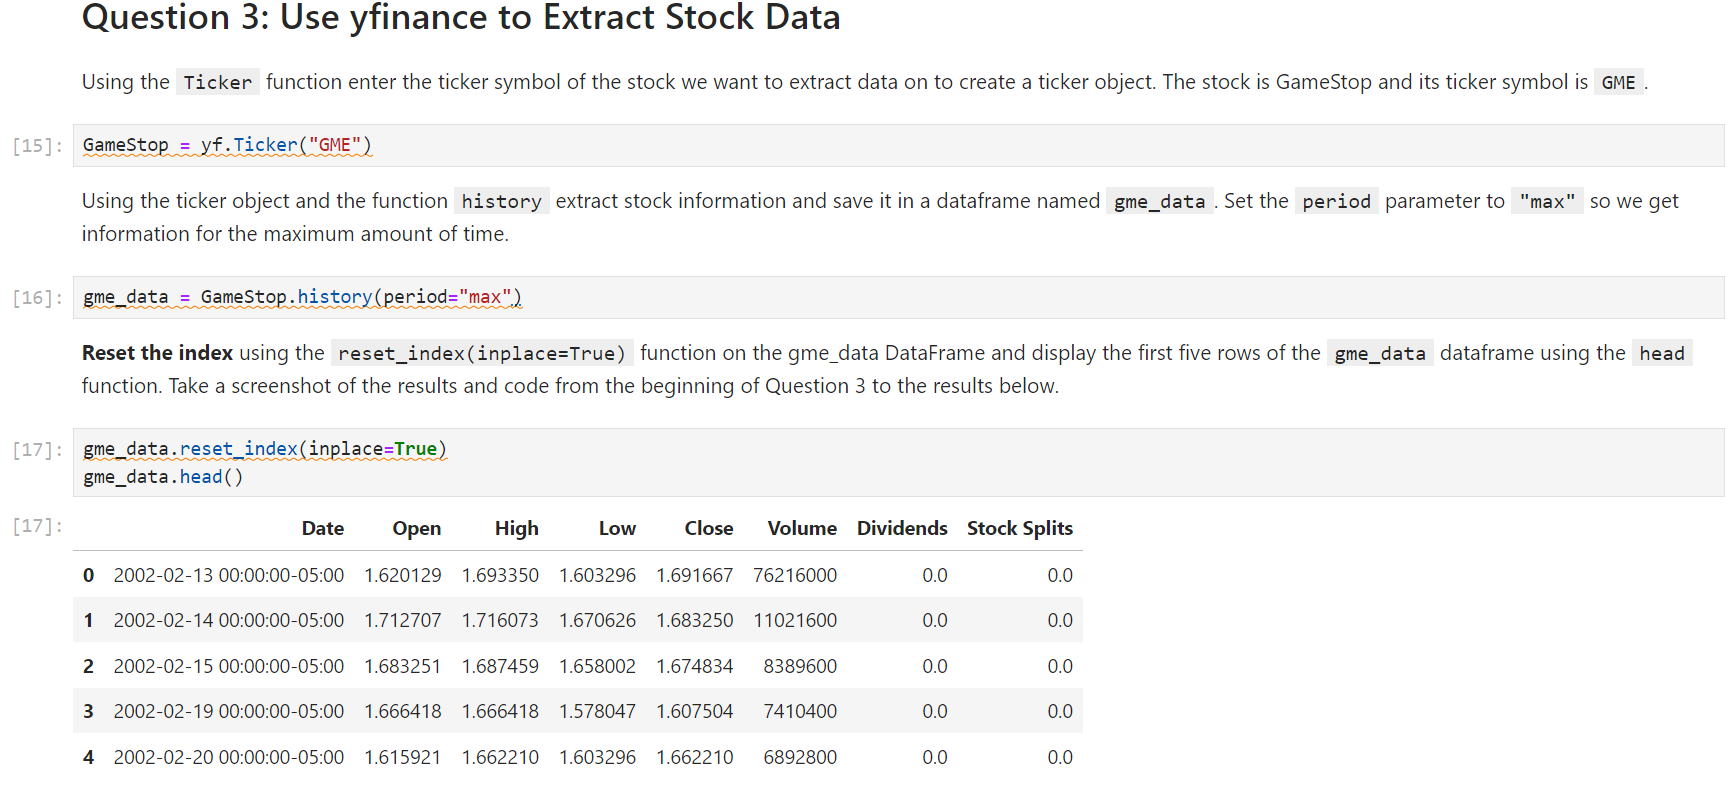 Question 3: Use yfinance to Extract Stock Data
Using the Ticker function enter the ticker symbol of the stock we want to extract data on to create a ticker object. The stock is GameStop and its ticker symbol is GME .
[15]: GameStop = yf.Ticker("GME")
Using the ticker object and the function history extract stock information and save it in a dataframe named gme_data . Set the period parameter to "max" so we get
information for the maximum amount of time.
[16]: gme_data = GameStop.history(period="max")
Reset the index using the reset_index(inplace=True) function on the gme_data DataFrame and display the first five rows of the gme_data dataframe using the head
function. Take a screenshot of the results and code from the beginning of Question 3 to the results below.
[17]: gme_data.reset_index(inplace=True)
gme_data.head()
[17]: Date Open High Low Close Volume Dividends Stock Splits
0 2002-02-13 00:00:00-05:00 1.620129 1.693350 1.603296 1.691667 76216000 0.0 0.0
1 2002-02-14 00:00:00-05:00 1.712707 1.716073 1.670626 1.683250 11021600 0.0 0.0
2 2002-02-15 00:00:00-05:00 1.683251 1.687459 1.658002 1.674834 8389600 0.0 0.0
3 2002-02-19 00:00:00-05:00 1.666418 1.666418 1.578047 1.607504 7410400 0.0 0.0
4 2002-02-20 00:00:00-05:00 1.615921 1.662210 1.603296 1.662210 6892800 0.0 0.0